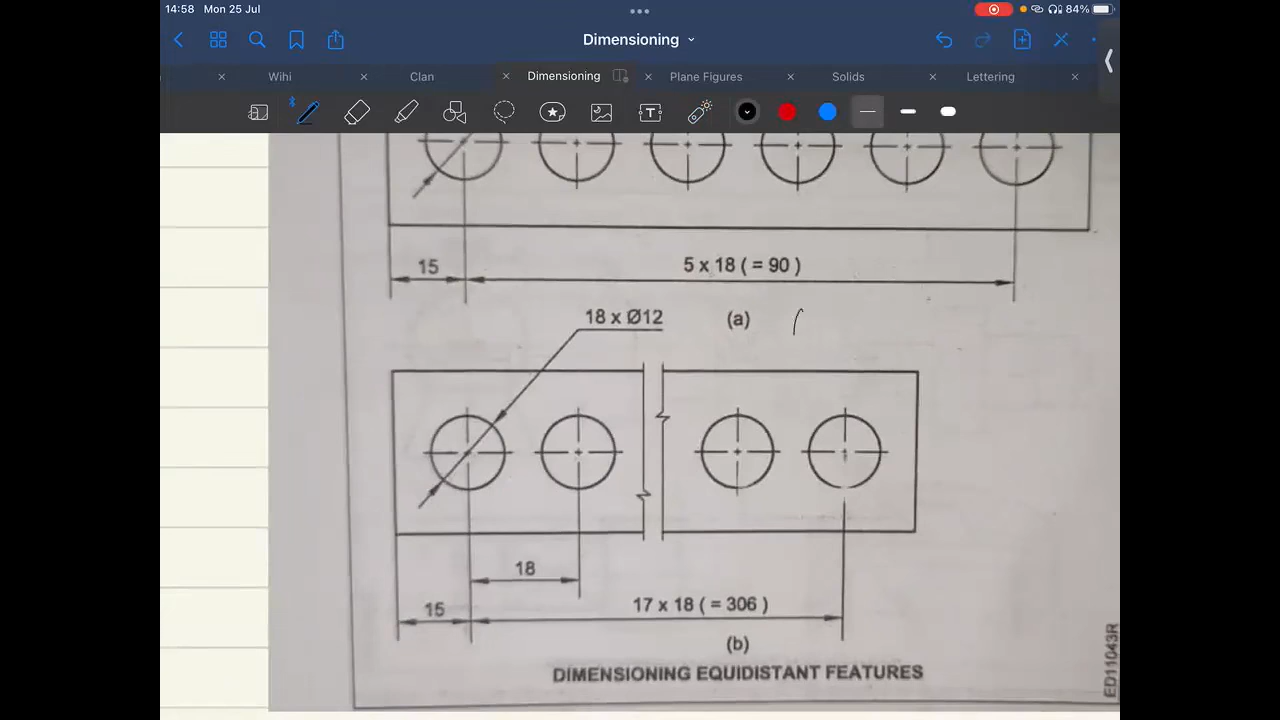 14:58 Mon 25 Jul
84%
Dimensioning
Wihi
Clan
Dimensioning
Plane Figures
Solids
Lettering
15
5 x 18 ( = 90 )
18 x Ø12
(a)
18
15
17 x 18 ( = 306 )
(b)
DIMENSIONING EQUIDISTANT FEATURES
ED11043R